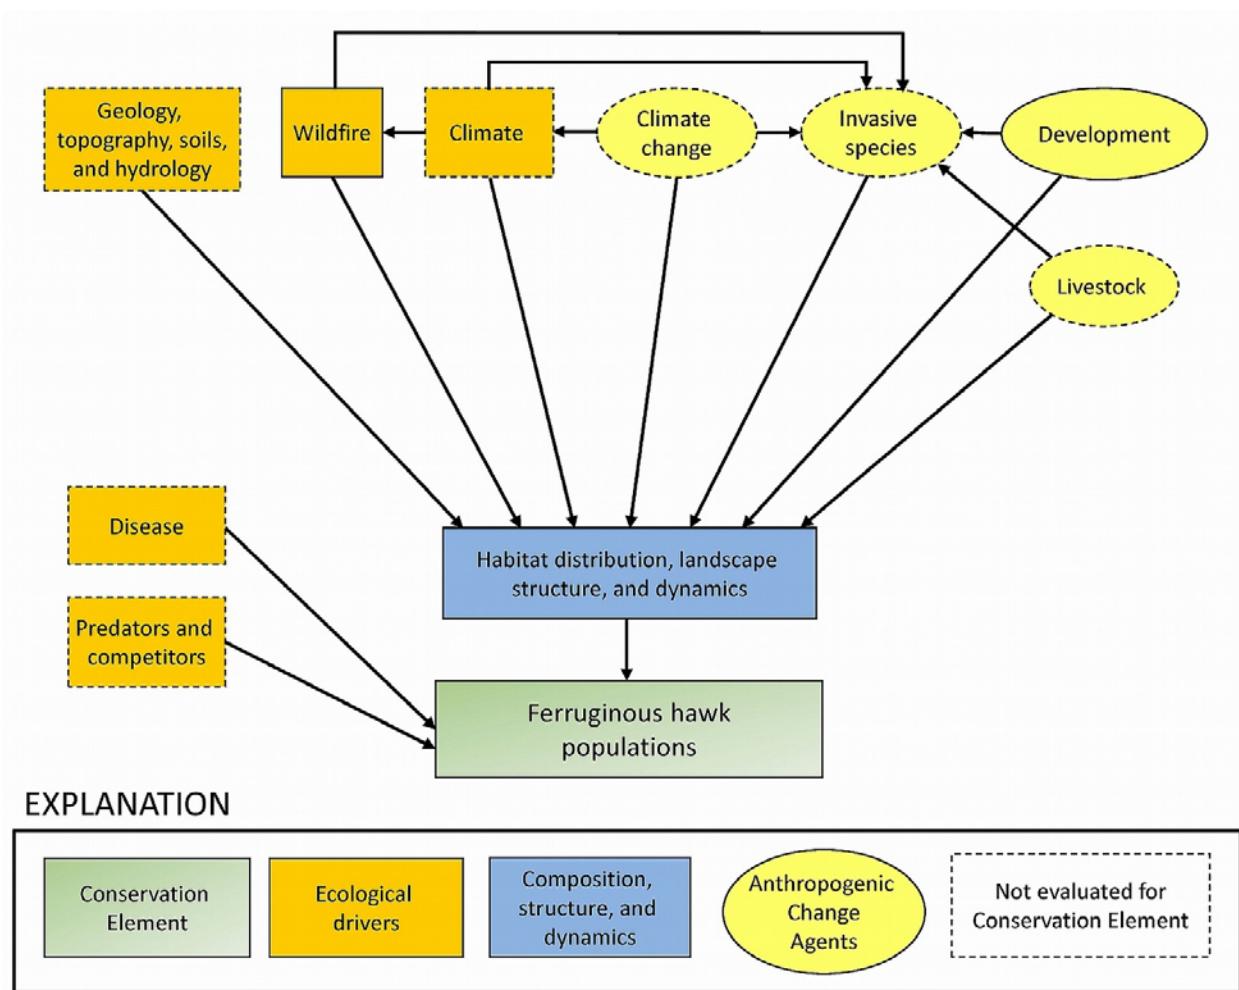 Geology,
topography, soils,
and hydrology
Wildfire
Climate
Climate
change
Invasive
species
Development
Livestock
Disease
Habitat distribution, landscape
structure, and dynamics
Predators and
competitors
Ferruginous hawk
populations
EXPLANATION
Conservation
Element
Ecological
drivers
Composition,
structure, and
dynamics
Anthropogenic
Change
Agents
Not evaluated for
Conservation Element